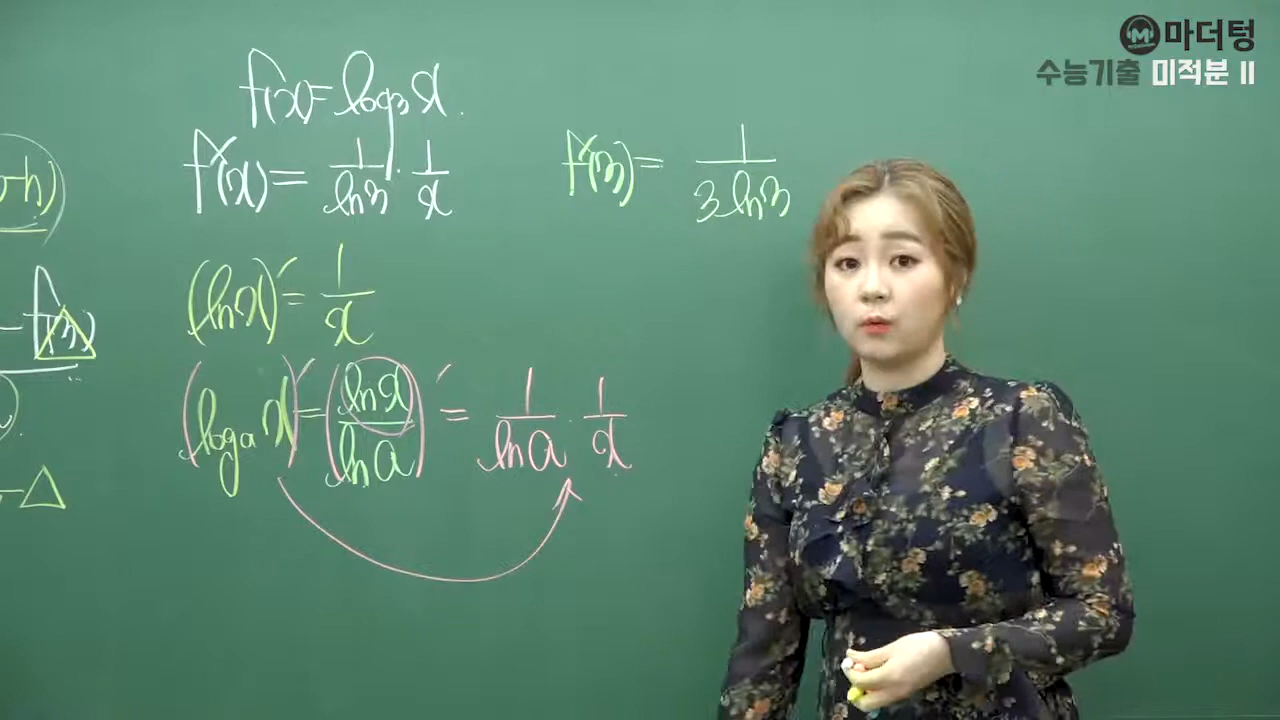 마더텅
수능기출 미적분 II
f(x)=log₃x.
f'(x)= 1/ln3 · 1/x
f'(3)= 1/3ln3
-h)
(lnx)'= 1/x
-f(3)
(logₐx)'=(lnx/lna)' = 1/lna · 1/x
-△